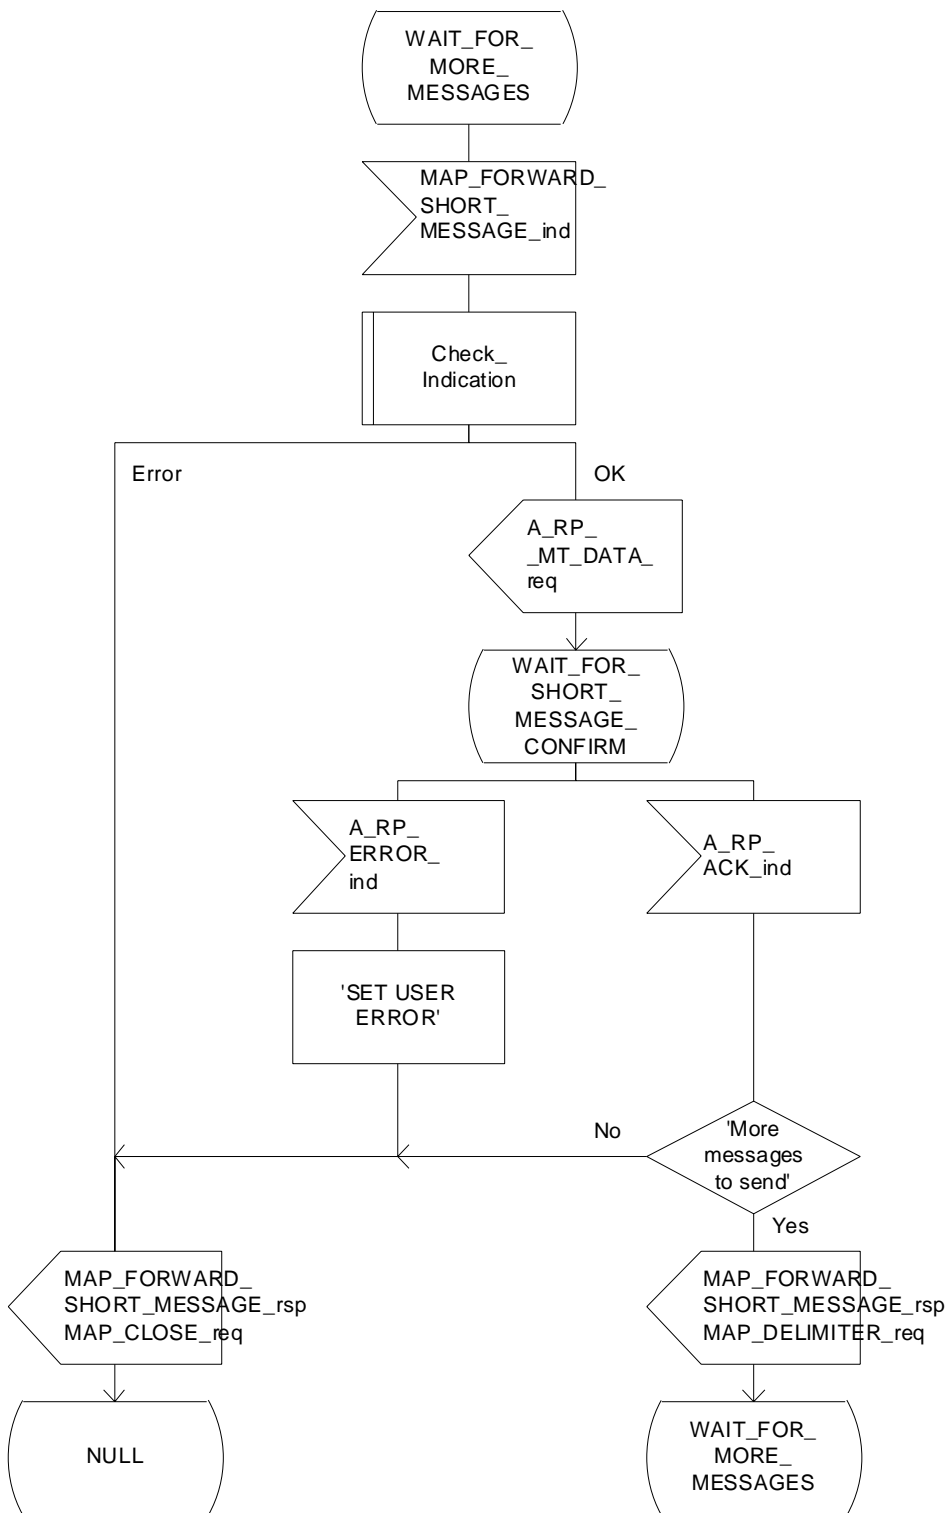 WAIT_FOR_
MORE_
MESSAGES
MAP_FORWARD_
SHORT_
MESSAGE_ind
Check_
Indication
Error
OK
A_RP_
_MT_DATA_
req
WAIT_FOR_
SHORT_
MESSAGE_
CONFIRM
A_RP_
ERROR_
ind
A_RP_
ACK_ind
'SET USER
ERROR'
No
'More
messages
to send'
Yes
MAP_FORWARD_
SHORT_MESSAGE_rsp
MAP_CLOSE_req
MAP_FORWARD_
SHORT_MESSAGE_rsp
MAP_DELIMITER_req
NULL
WAIT_FOR_
MORE_
MESSAGES